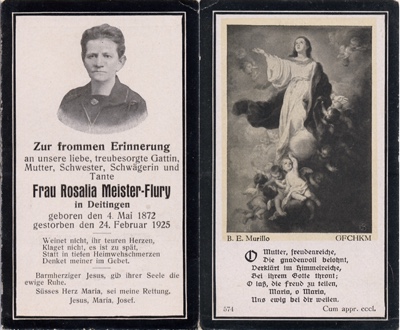 Zur frommen Erinnerung
an unsere liebe, treubesorgte Gattin,
Mutter, Schwester, Schwägerin und
Tante
Frau Rosalia Meister-Flury
in Deitingen
geboren den 4. Mai 1872
gestorben den 24. Februar 1925
Weinet nicht, ihr teuren Herzen,
Klaget nicht, es ist zu spät,
Statt in tiefen Heimwehschmerzen
Denket meiner im Gebet.
Barmherziger Jesus, gib ihrer Seele die
ewige Ruhe.
Süsses Herz Maria, sei meine Rettung.
Jesus, Maria, Josef.
B. E. Murillo GFCHKM
O Mutter, freudenreiche,
Die gnadenvoll belohnt,
Verklärt im Himmelreiche,
Bei ihrem Gotte thront;
O laß, die Freud zu teilen,
Maria, o Maria,
Uns ewig bei dir weilen.
574 Cum appr. eccl.